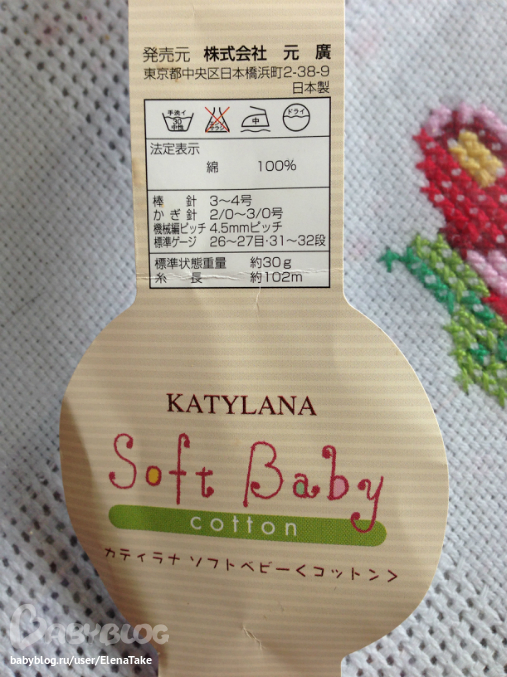 発売元 株式会社 元廣
東京都中央区日本橋浜町2-38-9
日本製
手洗イ 30 中性 エンソサラシ 中 ドライ
法定表示
綿 100%
棒針 3〜4号
かぎ針 2/0〜3/0号
機械編ピッチ 4.5mmピッチ
標準ゲージ 26〜27目・31〜32段
標準状態重量 約30g
糸長 約102m
KATYLANA
Soft Baby
cotton
カティラナ ソフトベビー<コットン>
BABYBLOG
babyblog.ru/user/ElenaTake